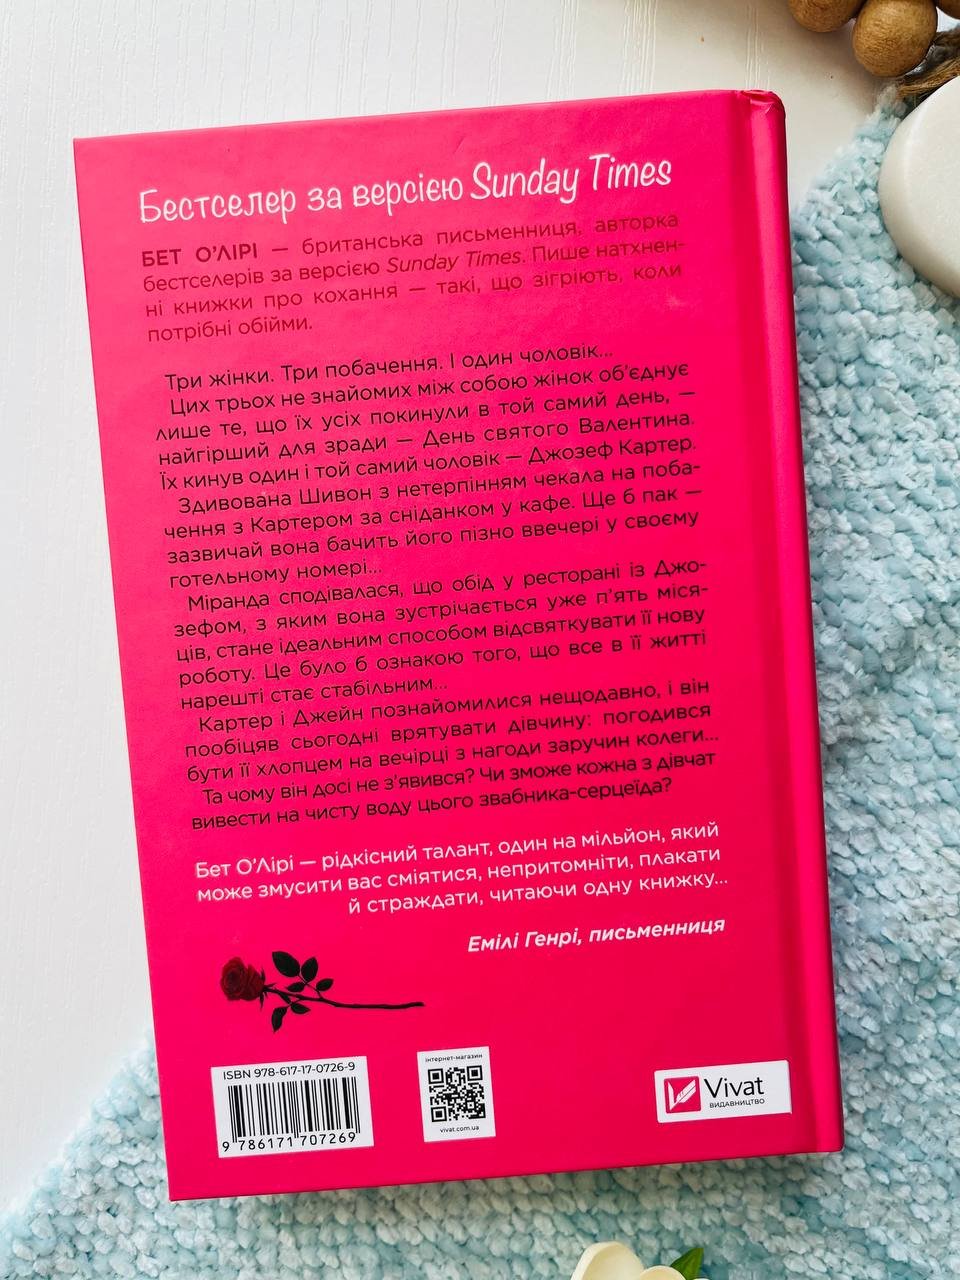 Бестселер за версією Sunday Times
БЕТ О’ЛІРІ — британська письменниця, авторка
бестселерів за версією Sunday Times. Пише натхнен-
ні книжки про кохання — такі, що зігріють, коли
потрібні обійми.
Три жінки. Три побачення. І один чоловік...
Цих трьох не знайомих між собою жінок об’єднує
лише те, що їх усіх покинули в той самий день, —
найгірший для зради — День святого Валентина.
Їх кинув один і той самий чоловік — Джозеф Картер.
Здивована Шивон з нетерпінням чекала на поба-
чення з Картером за сніданком у кафе. Ще б пак —
зазвичай вона бачить його пізно ввечері у своєму
готельному номері...
Міранда сподівалася, що обід у ресторані із Джо-
зефом, з яким вона зустрічається уже п’ять міся-
ців, стане ідеальним способом відсвяткувати її нову
роботу. Це було б ознакою того, що все в її житті
нарешті стає стабільним...
Картер і Джейн познайомилися нещодавно, і він
пообіцяв сьогодні врятувати дівчину: погодився
бути її хлопцем на вечірці з нагоди заручин колеги...
Та чому він досі не з’явився? Чи зможе кожна з дівчат
вивести на чисту воду цього звабника-серцеїда?
Бет О’Лірі — рідкісний талант, один на мільйон, який
може змусити вас сміятися, непритомніти, плакати
й страждати, читаючи одну книжку...
Емілі Генрі, письменниця
ISBN 978-617-17-0726-9
9 786171 707269
інтернет-магазин
vivat.com.ua
Vivat
ВИДАВНИЦТВО